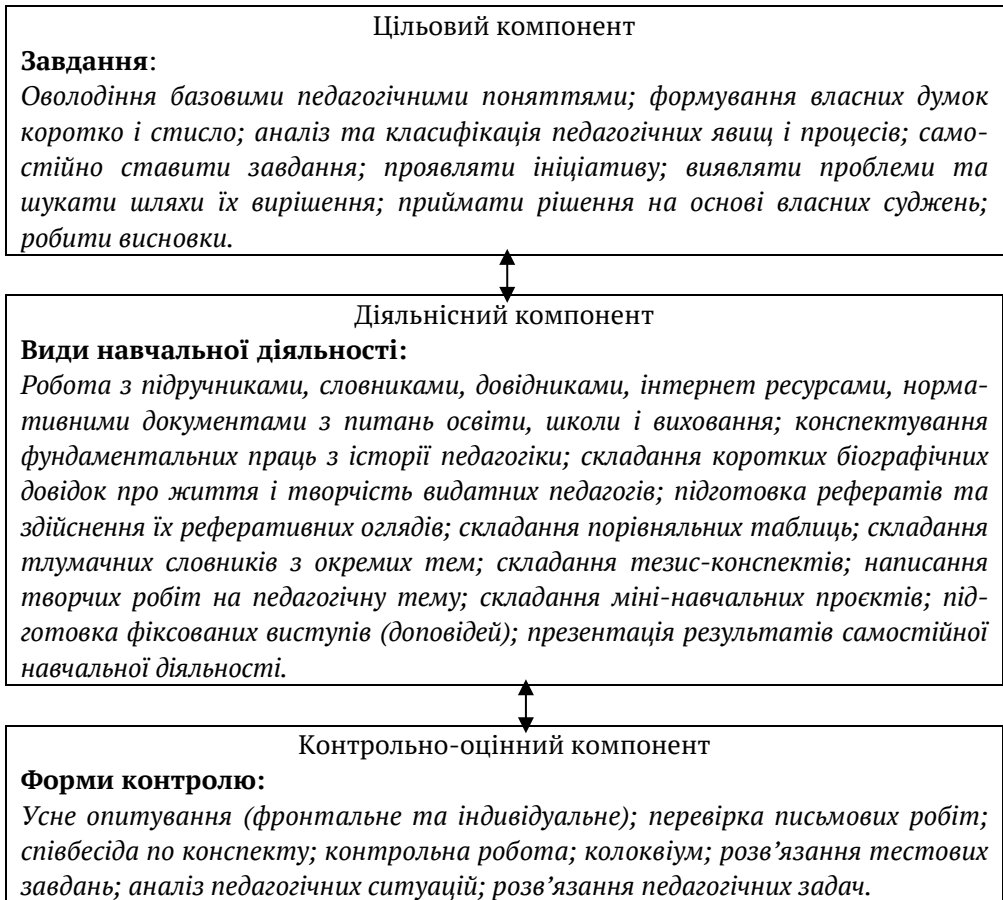 Цільовий компонент
Завдання:
Оволодіння базовими педагогічними поняттями; формування власних думок
коротко і стисло; аналіз та класифікація педагогічних явищ і процесів; само-
стійно ставити завдання; проявляти ініціативу; виявляти проблеми та
шукати шляхи їх вирішення; приймати рішення на основі власних суджень;
робити висновки.
Діяльнісний компонент
Види навчальної діяльності:
Робота з підручниками, словниками, довідниками, інтернет ресурсами, норма-
тивними документами з питань освіти, школи і виховання; конспектування
фундаментальних праць з історії педагогіки; складання коротких біографічних
довідок про життя і творчість видатних педагогів; підготовка рефератів та
здійснення їх реферативних оглядів; складання порівняльних таблиць; складання
тлумачних словників з окремих тем; складання тезис-конспектів; написання
творчих робіт на педагогічну тему; складання міні-навчальних проєктів; під-
готовка фіксованих виступів (доповідей); презентація результатів самостійної
навчальної діяльності.
Контрольно-оцінний компонент
Форми контролю:
Усне опитування (фронтальне та індивідуальне); перевірка письмових робіт;
співбесіда по конспекту; контрольна робота; колоквіум; розв’язання тестових
завдань; аналіз педагогічних ситуацій; розв’язання педагогічних задач.